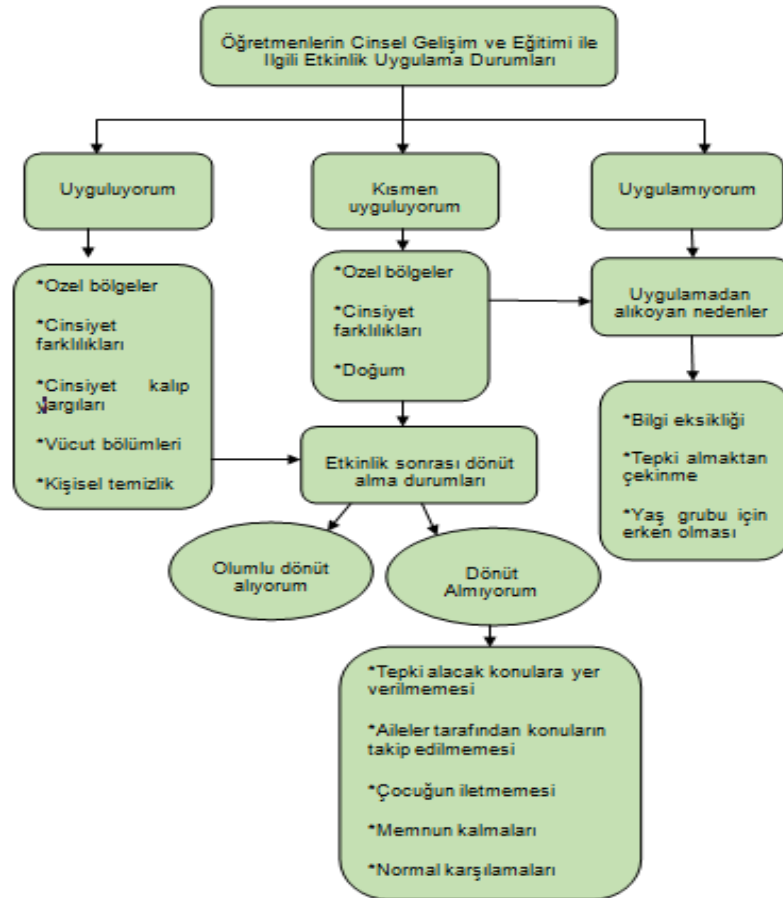 Öğretmenlerin Cinsel Gelişim ve Eğitimi ile
Ilgili Etkinlik Uygulama Durumları
Uyguluyorum
Kısmen
uyguluyorum
Uygulamıyorum
*Ozel bölgeler
*Cinsiyet
farklılıkları
*Cinsiyet kalıp
yargıları
*Vücut bölümleri
*Kişisel temizlik
*Ozel bölgeler
*Cinsiyet
farklılıkları
*Doğum
Uygulamadan
alıkoyan nedenler
*Bilgi eksikliği
*Tepki almaktan
çekinme
*Yaş grubu için
erken olması
Etkinlik sonrası dönüt
alma durumları
Olumlu dönüt
alıyorum
Dönüt
Almıyorum
*Tepki alacak konulara yer
verilmemesi
*Aileler tarafından konuların
takip edilmemesi
*Çocuğun iletmemesi
*Memnun kalmaları
*Normal karşılamaları